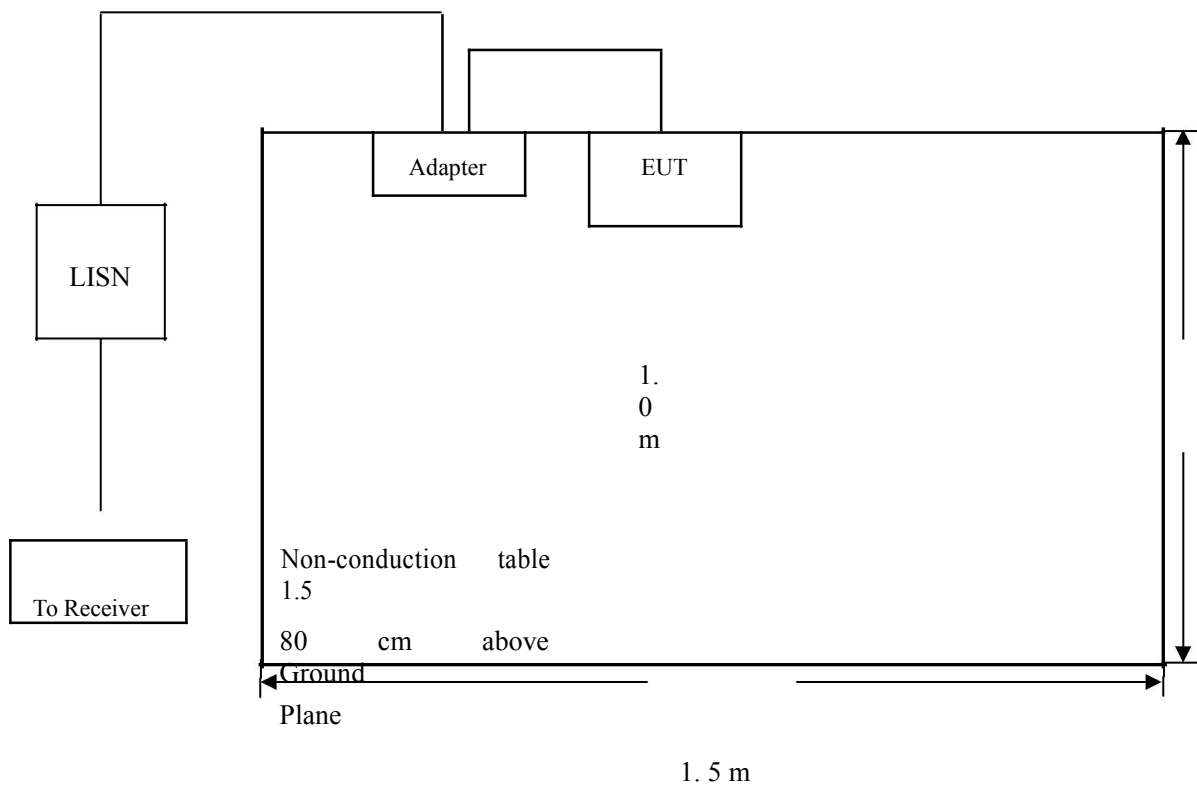 Adapter
EUT
LISN
1.
0
m
Non-conduction table
1.5
To Receiver
80 cm above
Ground
Plane
1. 5 m